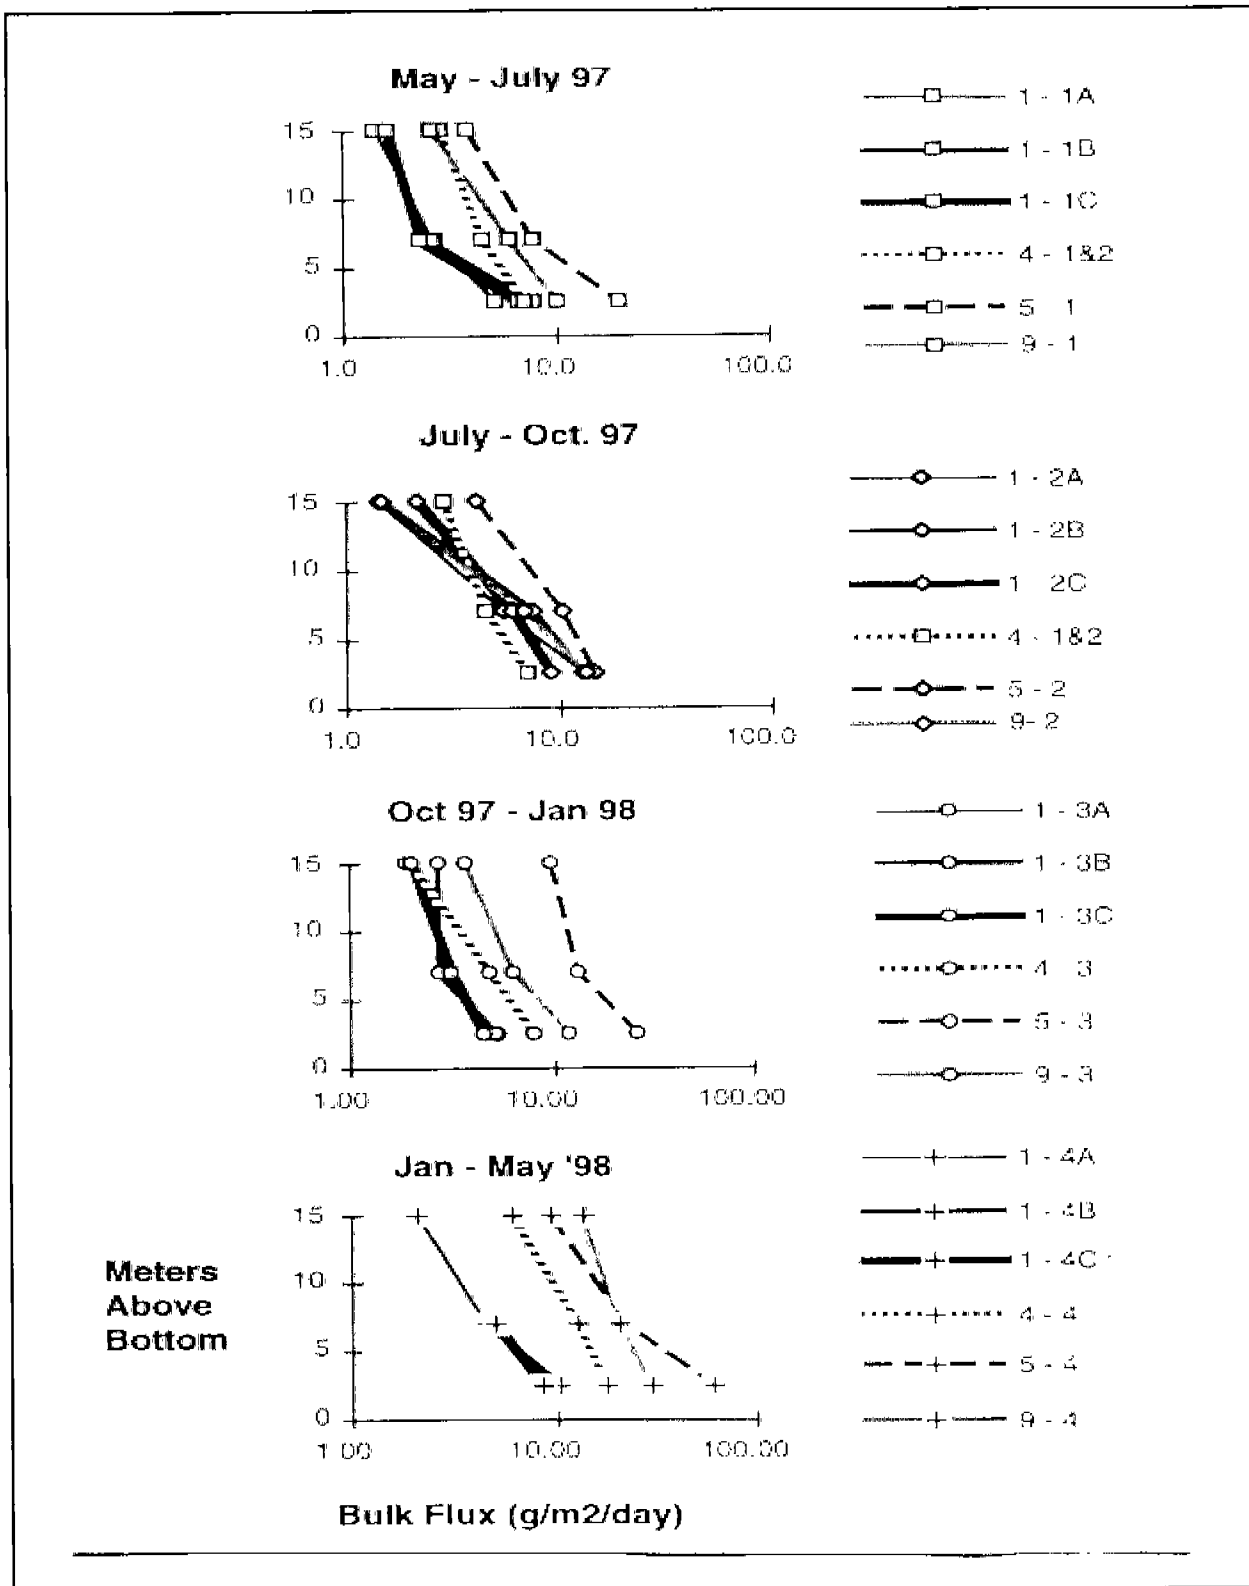 May - July 97
15
10
5
0
1.0
10.0
100.0
1 - 1A
1 - 1B
1 - 1C
4 - 1&2
5 1
9 - 1
July - Oct. 97
15
10
5
0
1.0
10.0
100.0
1 - 2A
1 - 2B
1 2C
4 - 1&2
5 - 2
9- 2
Oct 97 - Jan 98
15
10
5
0
1.00
10.00
100.00
1 - 3A
1 - 3B
1 - 3C
4 3
5 - 3
9 - 3
Jan - May '98
15
10
5
0
1 00
10.00
100.00
1 - 4A
1 - 4B
1 - 4C
4 - 4
5 - 4
9 - 4
Meters
Above
Bottom
Bulk Flux (g/m2/day)